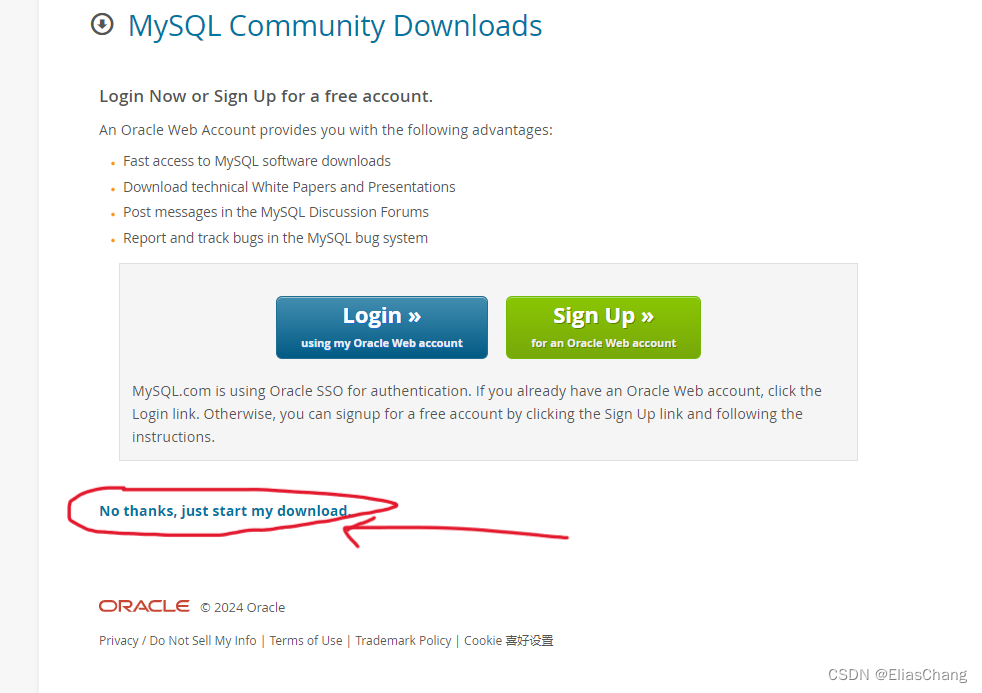 MySQL Community Downloads
Login Now or Sign Up for a free account.
An Oracle Web Account provides you with the following advantages:
Fast access to MySQL software downloads
Download technical White Papers and Presentations
Post messages in the MySQL Discussion Forums
Report and track bugs in the MySQL bug system
Login »
using my Oracle Web account
Sign Up »
for an Oracle Web account
MySQL.com is using Oracle SSO for authentication. If you already have an Oracle Web account, click the
Login link. Otherwise, you can signup for a free account by clicking the Sign Up link and following the
instructions.
No thanks, just start my download.
ORACLE © 2024 Oracle
Privacy / Do Not Sell My Info | Terms of Use | Trademark Policy | Cookie 喜好设置
CSDN @EliasChang